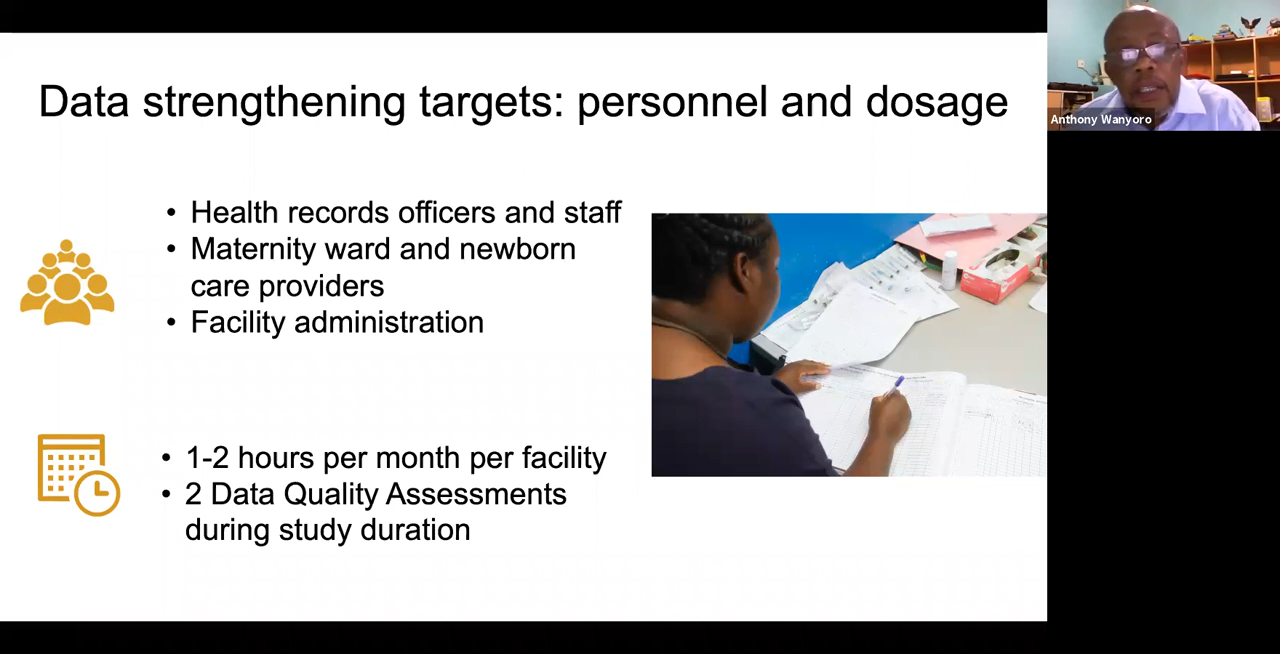 Data strengthening targets: personnel and dosage
Anthony Wanyoro
• Health records officers and staff
• Maternity ward and newborn
care providers
• Facility administration
• 1-2 hours per month per facility
• 2 Data Quality Assessments
during study duration